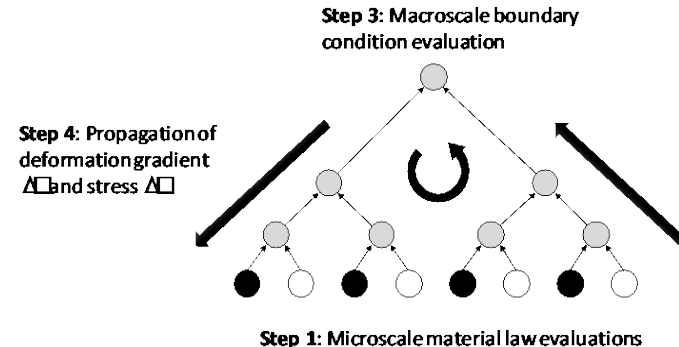 Step 3: Macroscale boundary
condition evaluation
Step 4: Propagation of
deformation gradient
Δ□ and stress Δ□
Step 1: Microscale material law evaluations